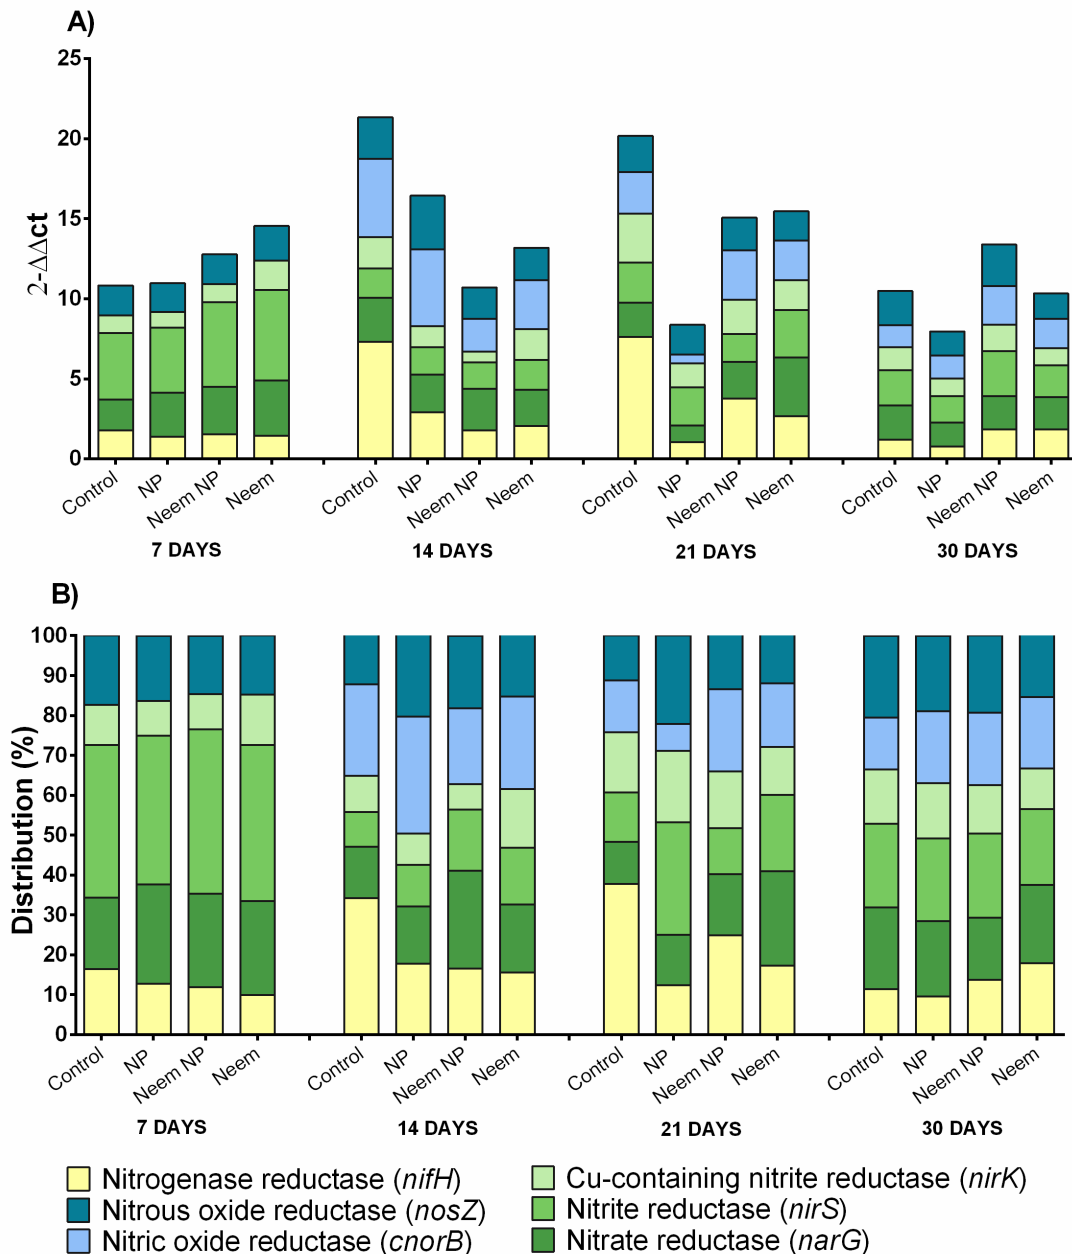 A)
25
20
15
10
5
0
2-ΔΔct
Control NP Neem NP Neem Control NP Neem NP Neem Control NP Neem NP Neem Control NP Neem NP Neem
7 DAYS 14 DAYS 21 DAYS 30 DAYS
B)
100
90
80
70
60
50
40
30
20
10
0
Distribution (%)
Control NP Neem NP Neem Control NP Neem NP Neem Control NP Neem NP Neem Control NP Neem NP Neem
7 DAYS 14 DAYS 21 DAYS 30 DAYS
Nitrogenase reductase (nifH)
Nitrous oxide reductase (nosZ)
Nitric oxide reductase (cnorB)
Cu-containing nitrite reductase (nirK)
Nitrite reductase (nirS)
Nitrate reductase (narG)